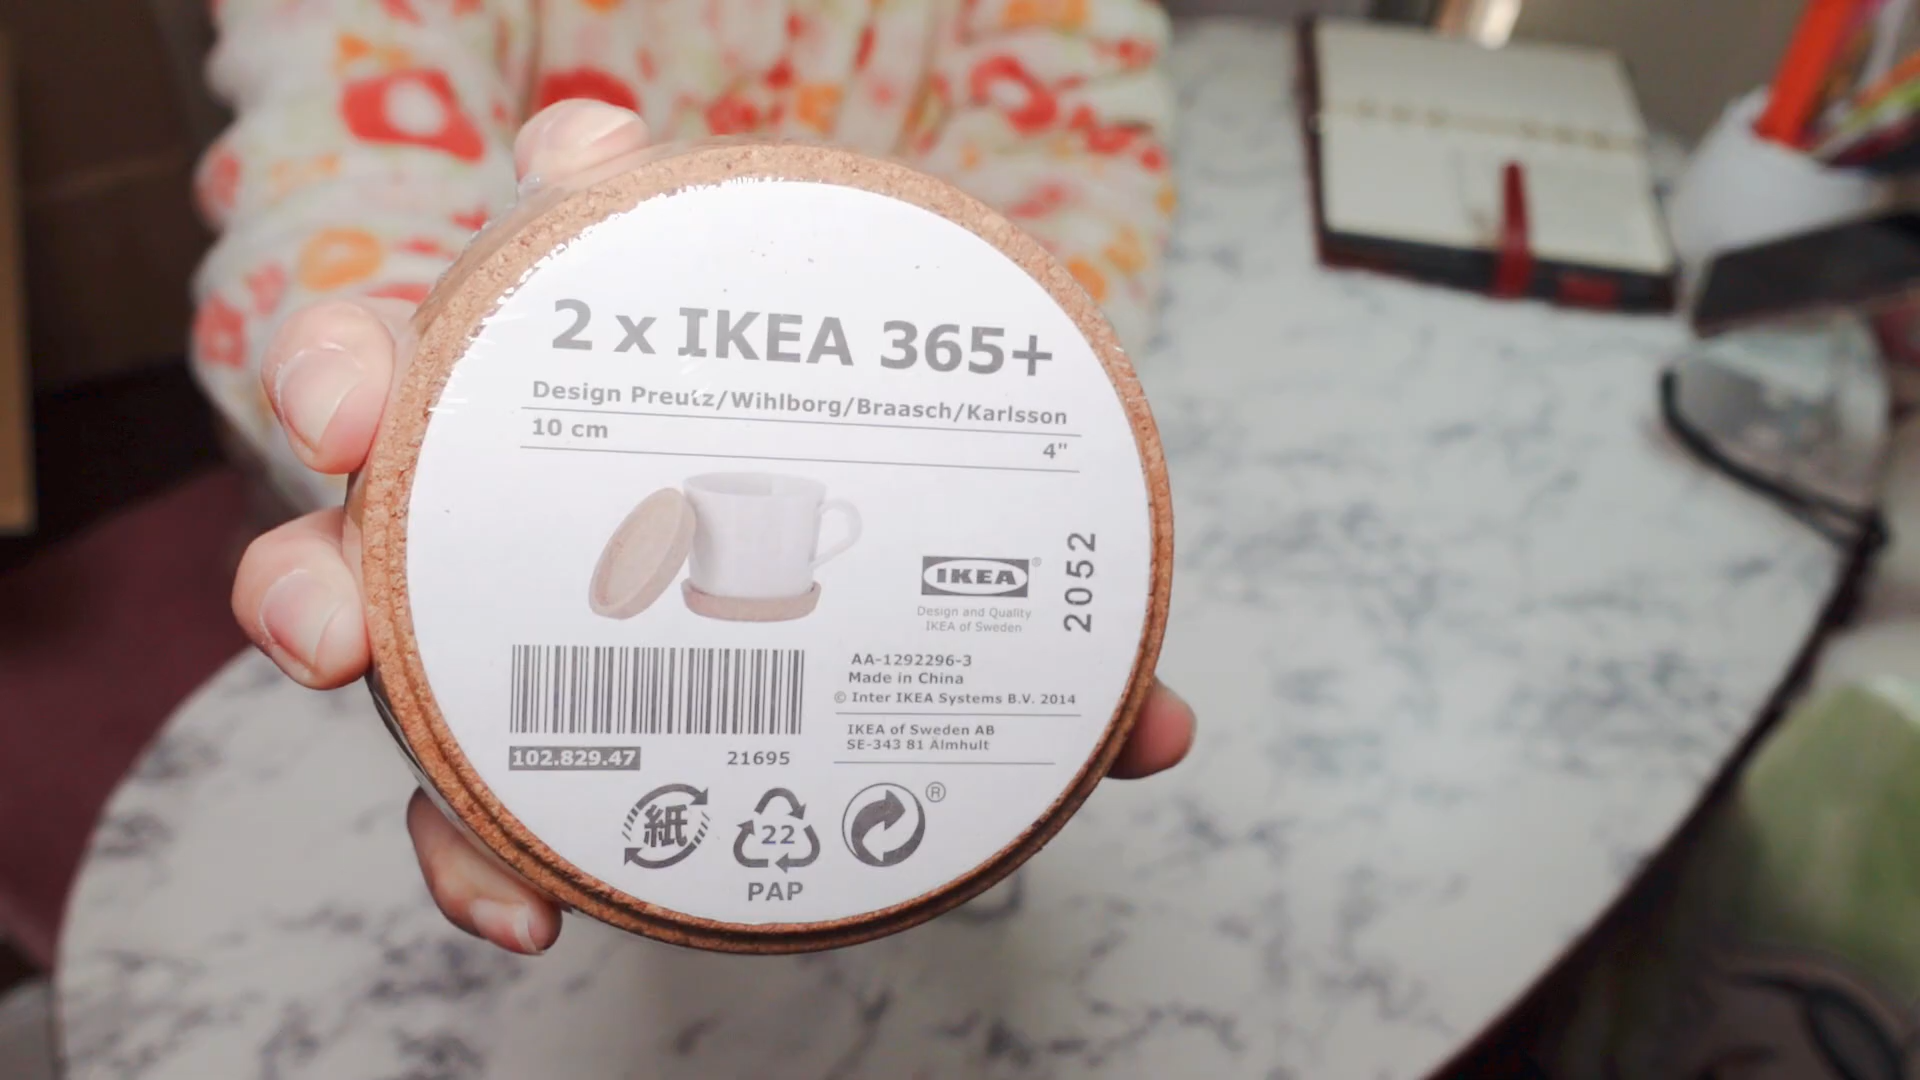 2 x IKEA 365+
Design Preutz/Wihlborg/Braasch/Karlsson
10 cm 4"
IKEA®
Design and Quality
IKEA of Sweden
2052
AA-1292296-3
Made in China
© Inter IKEA Systems B.V. 2014
IKEA of Sweden AB
SE-343 81 Älmhult
102.829.47 21695
紙
22
PAP
®